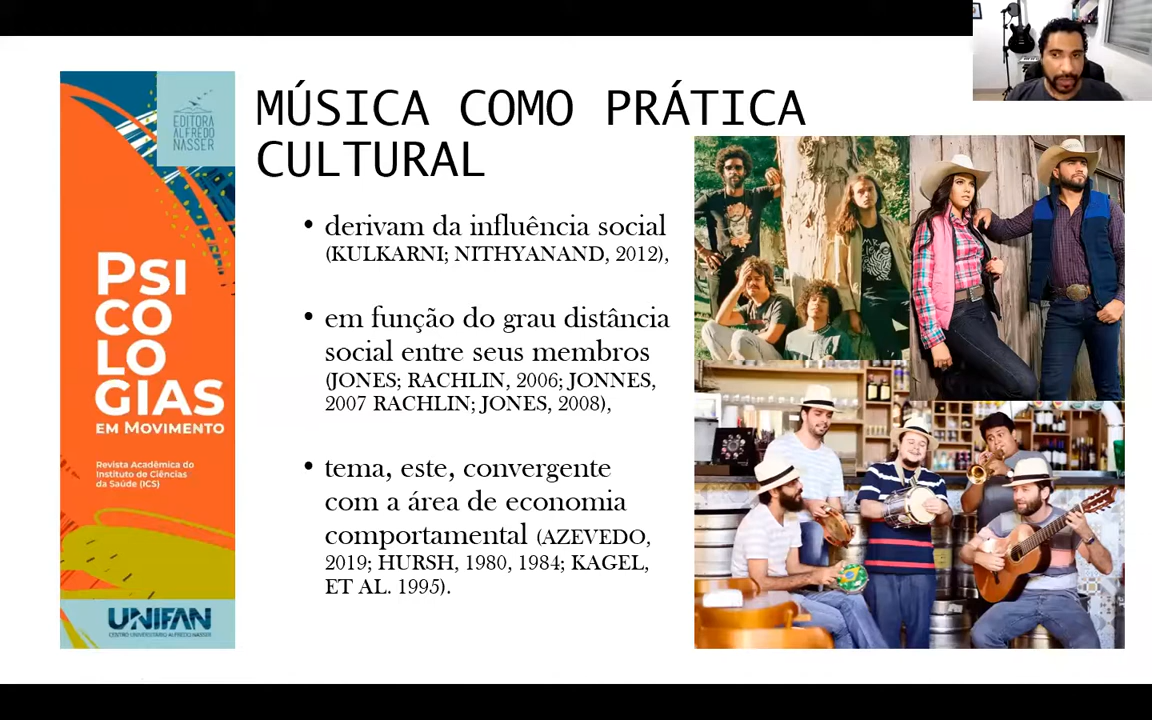 EDITORA
ALFREDO
NASSER
PSI
CO
LO
GIAS
EM MOVIMENTO
Revista Acadêmica do
Instituto de Ciências
da Saúde (ICS)
UNIFAN
CENTRO UNIVERSITÁRIO ALFREDO NASSER
MÚSICA COMO PRÁTICA
CULTURAL
• derivam da influência social
(KULKARNI; NITHYANAND, 2012),
• em função do grau distância
social entre seus membros
(JONES; RACHLIN, 2006; JONNES,
2007 RACHLIN; JONES, 2008),
• tema, este, convergente
com a área de economia
comportamental (AZEVEDO,
2019; HURSH, 1980, 1984; KAGEL,
ET AL. 1995).